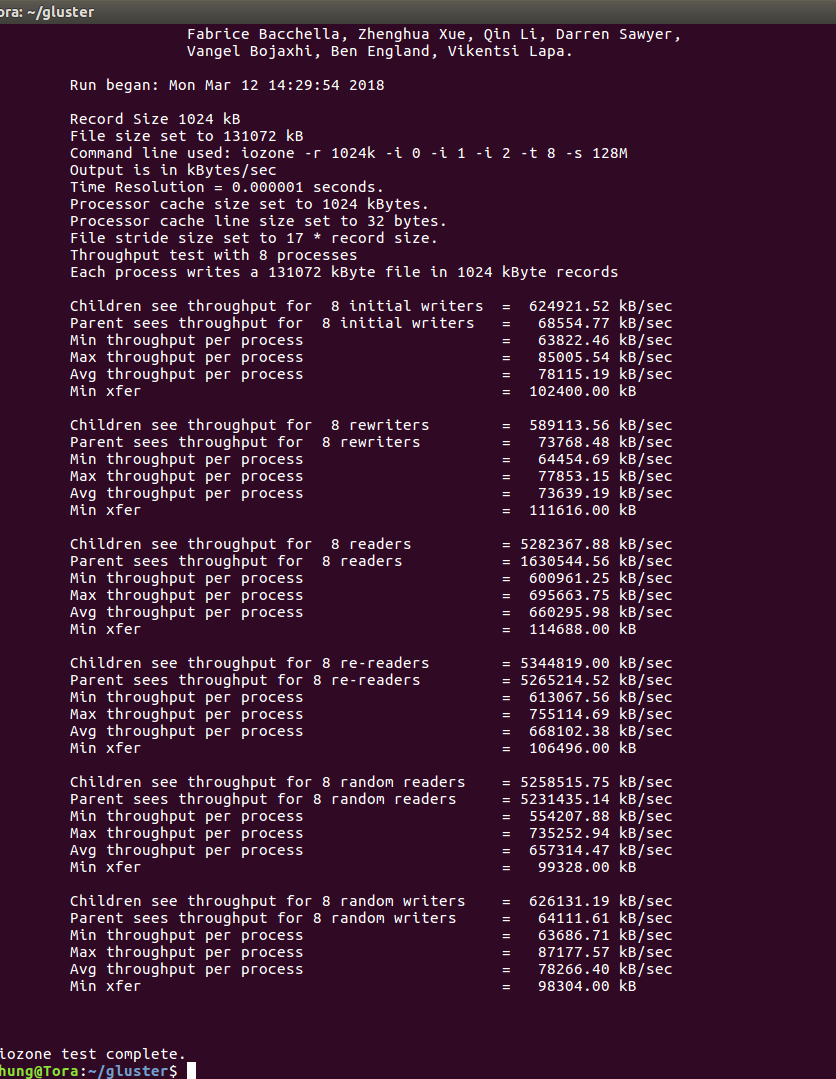 ora: ~/gluster
Fabrice Bacchella, Zhenghua Xue, Qin Li, Darren Sawyer,
Vangel Bojaxhi, Ben England, Vikentsi Lapa.
Run began: Mon Mar 12 14:29:54 2018
Record Size 1024 kB
File size set to 131072 kB
Command line used: iozone -r 1024k -i 0 -i 1 -i 2 -t 8 -s 128M
Output is in kBytes/sec
Time Resolution = 0.000001 seconds.
Processor cache size set to 1024 kBytes.
Processor cache line size set to 32 bytes.
File stride size set to 17 * record size.
Throughput test with 8 processes
Each process writes a 131072 kByte file in 1024 kByte records
Children see throughput for  8 initial writers  =  624921.52 kB/sec
Parent sees throughput for  8 initial writers   =   68554.77 kB/sec
Min throughput per process                      =   63822.46 kB/sec
Max throughput per process                      =   85005.54 kB/sec
Avg throughput per process                      =   78115.19 kB/sec
Min xfer                                        =  102400.00 kB
Children see throughput for  8 rewriters        =  589113.56 kB/sec
Parent sees throughput for  8 rewriters         =   73768.48 kB/sec
Min throughput per process                      =   64454.69 kB/sec
Max throughput per process                      =   77853.15 kB/sec
Avg throughput per process                      =   73639.19 kB/sec
Min xfer                                        =  111616.00 kB
Children see throughput for  8 readers          = 5282367.88 kB/sec
Parent sees throughput for  8 readers           = 1630544.56 kB/sec
Min throughput per process                      =  600961.25 kB/sec
Max throughput per process                      =  695663.75 kB/sec
Avg throughput per process                      =  660295.98 kB/sec
Min xfer                                        =  114688.00 kB
Children see throughput for 8 re-readers        = 5344819.00 kB/sec
Parent sees throughput for 8 re-readers         = 5265214.52 kB/sec
Min throughput per process                      =  613067.56 kB/sec
Max throughput per process                      =  755114.69 kB/sec
Avg throughput per process                      =  668102.38 kB/sec
Min xfer                                        =  106496.00 kB
Children see throughput for 8 random readers    = 5258515.75 kB/sec
Parent sees throughput for 8 random readers     = 5231435.14 kB/sec
Min throughput per process                      =  554207.88 kB/sec
Max throughput per process                      =  735252.94 kB/sec
Avg throughput per process                      =  657314.47 kB/sec
Min xfer                                        =   99328.00 kB
Children see throughput for 8 random writers    =  626131.19 kB/sec
Parent sees throughput for 8 random writers     =   64111.61 kB/sec
Min throughput per process                      =   63686.71 kB/sec
Max throughput per process                      =   87177.57 kB/sec
Avg throughput per process                      =   78266.40 kB/sec
Min xfer                                        =   98304.00 kB
iozone test complete.
hung@Tora:~/gluster$